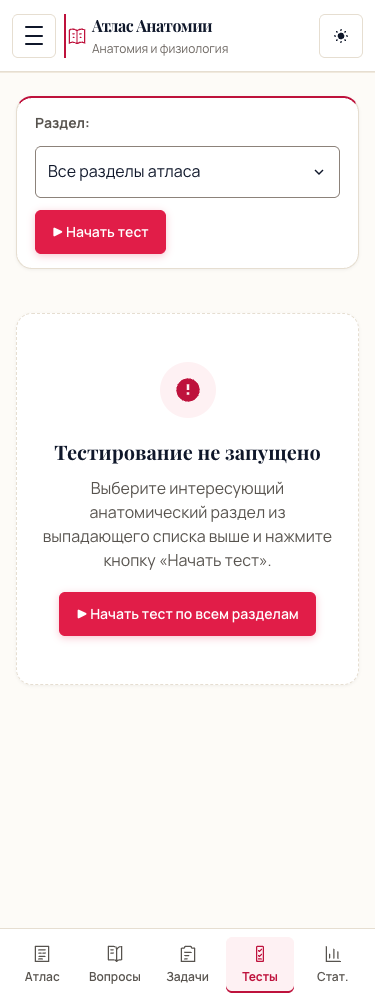 Атлас Анатомии
Анатомия и физиология
Раздел:
Все разделы атласа
Начать тест
Тестирование не запущено
Выберите интересующий
анатомический раздел из
выпадающего списка выше и нажмите
кнопку «Начать тест».
Начать тест по всем разделам
Атлас
Вопросы
Задачи
Тесты
Стат.